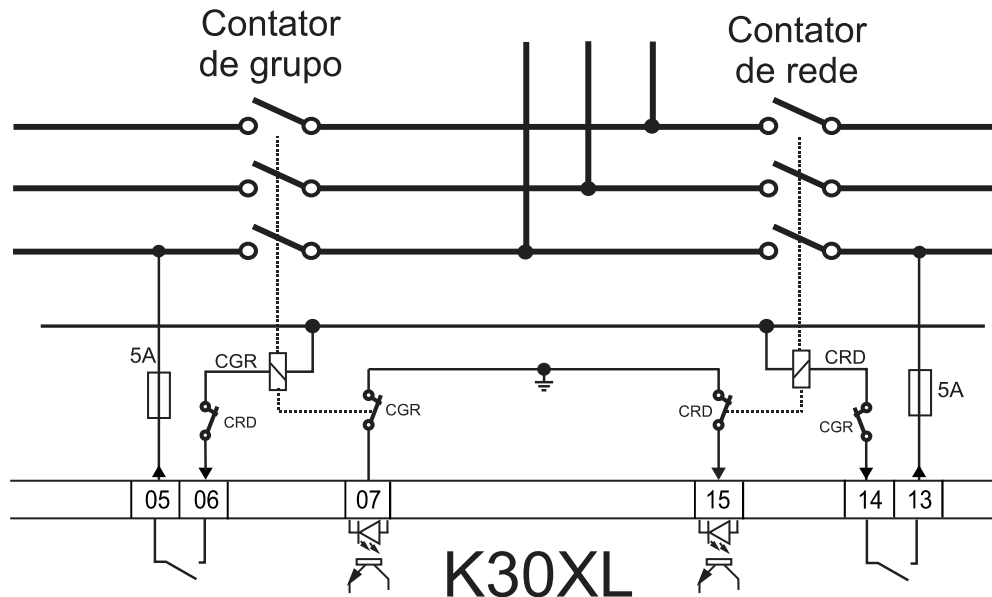 Contator
de grupo
Contator
de rede
5A
CGR
CRD
CGR
CRD
CRD
CGR
5A
05
06
07
15
14
13
K30XL